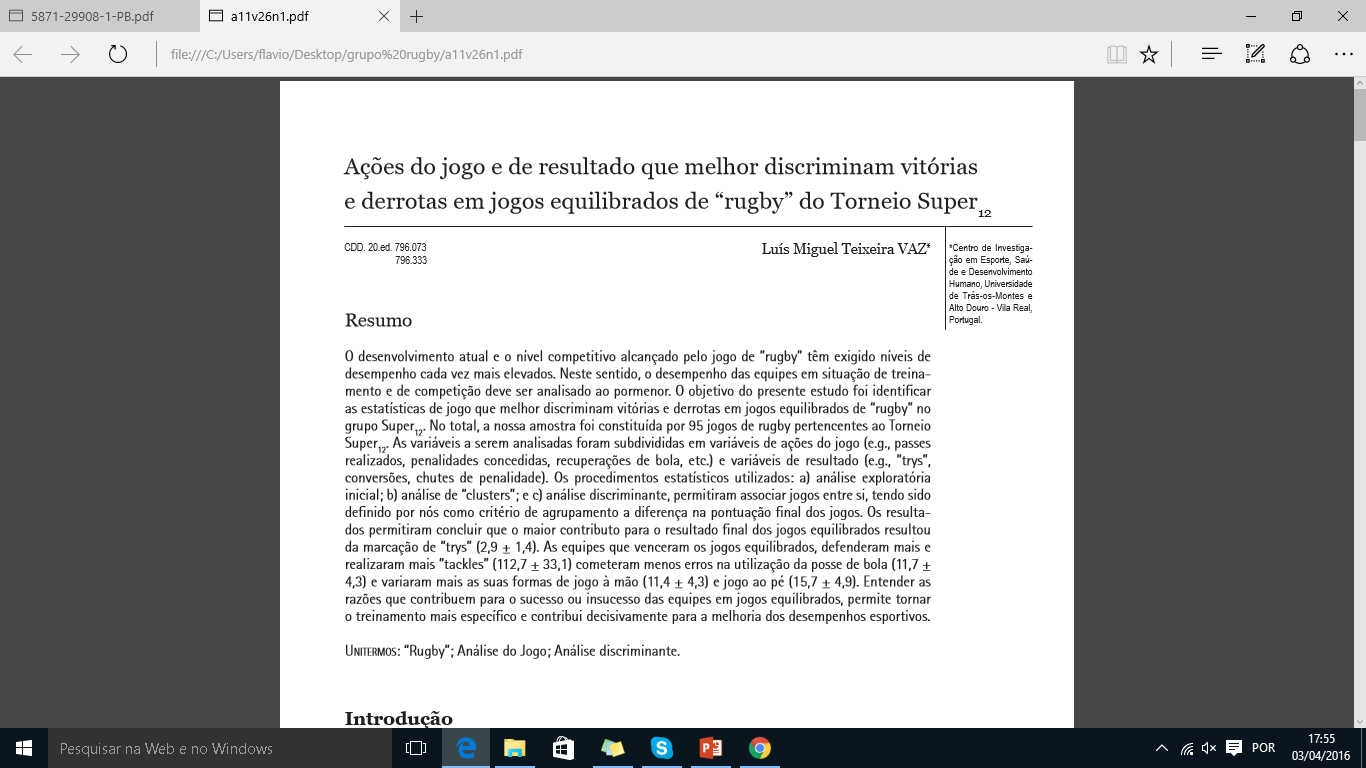 5871-29908-1-PB.pdf
a11v26n1.pdf
file:///C:/Users/flavio/Desktop/grupo%20rugby/a11v26n1.pdf
Ações do jogo e de resultado que melhor discriminam vitórias
e derrotas em jogos equilibrados de “rugby” do Torneio Super12
CDD. 20.ed. 796.073
796.333
Luís Miguel Teixeira VAZ*
*Centro de Investiga-
ção em Esporte, Saú-
de e Desenvolvimento
Humano, Universidade
de Trás-os-Montes e
Alto Douro - Vila Real,
Portugal.
Resumo
O desenvolvimento atual e o nível competitivo alcançado pelo jogo de “rugby” têm exigido níveis de
desempenho cada vez mais elevados. Neste sentido, o desempenho das equipes em situação de treina-
mento e de competição deve ser analisado ao pormenor. O objetivo do presente estudo foi identificar
as estatísticas de jogo que melhor discriminam vitórias e derrotas em jogos equilibrados de “rugby” no
grupo Super12. No total, a nossa amostra foi constituída por 95 jogos de rugby pertencentes ao Torneio
Super12. As variáveis a serem analisadas foram subdivididas em variáveis de ações do jogo (e.g., passes
realizados, penalidades concedidas, recuperações de bola, etc.) e variáveis de resultado (e.g., “trys”,
conversões, chutes de penalidade). Os procedimentos estatísticos utilizados: a) análise exploratória
inicial; b) análise de “clusters”; e c) análise discriminante, permitiram associar jogos entre si, tendo sido
definido por nós como critério de agrupamento a diferença na pontuação final dos jogos. Os resulta-
dos permitiram concluir que o maior contributo para o resultado final dos jogos equilibrados resultou
da marcação de “trys” (2,9 ± 1,4). As equipes que venceram os jogos equilibrados, defenderam mais e
realizaram mais “tackles” (112,7 ± 33,1) cometeram menos erros na utilização da posse de bola (11,7 ±
4,3) e variaram mais as suas formas de jogo à mão (11,4 ± 4,3) e jogo ao pé (15,7 ± 4,9). Entender as
razões que contribuem para o sucesso ou insucesso das equipes em jogos equilibrados, permite tornar
o treinamento mais específico e contribui decisivamente para a melhoria dos desempenhos esportivos.
UNITERMOS: “Rugby”; Análise do Jogo; Análise discriminante.
Introdução
Pesquisar na Web e no Windows
POR
17:55
03/04/2016